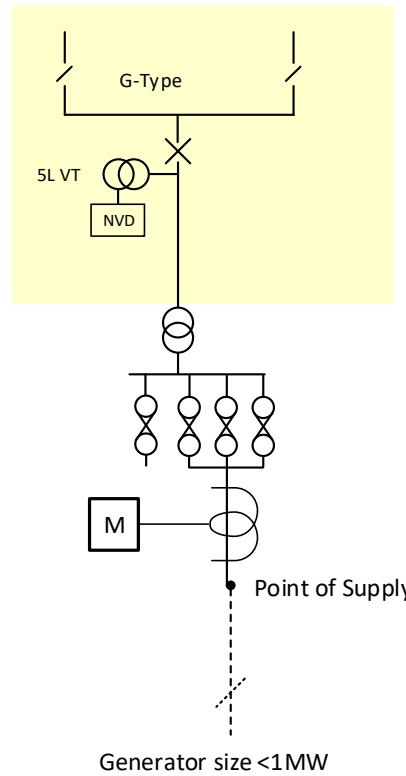 G-Type
5L VT
NVD
M
Point of Supply
Generator size <1MW